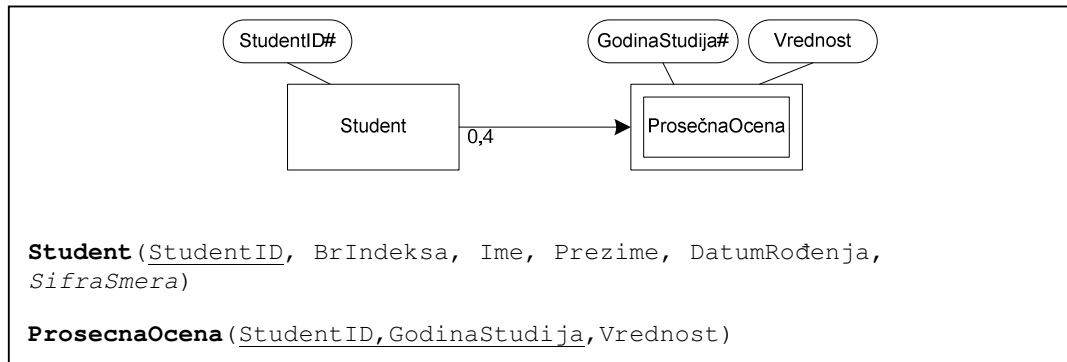 StudentID#
GodinaStudija#
Vrednost
Student
0,4
ProsečnaOcena
Student(StudentID, BrIndeksa, Ime, Prezime, DatumRođenja,
SifraSmera)
ProsecnaOcena(StudentID,GodinaStudija,Vrednost)